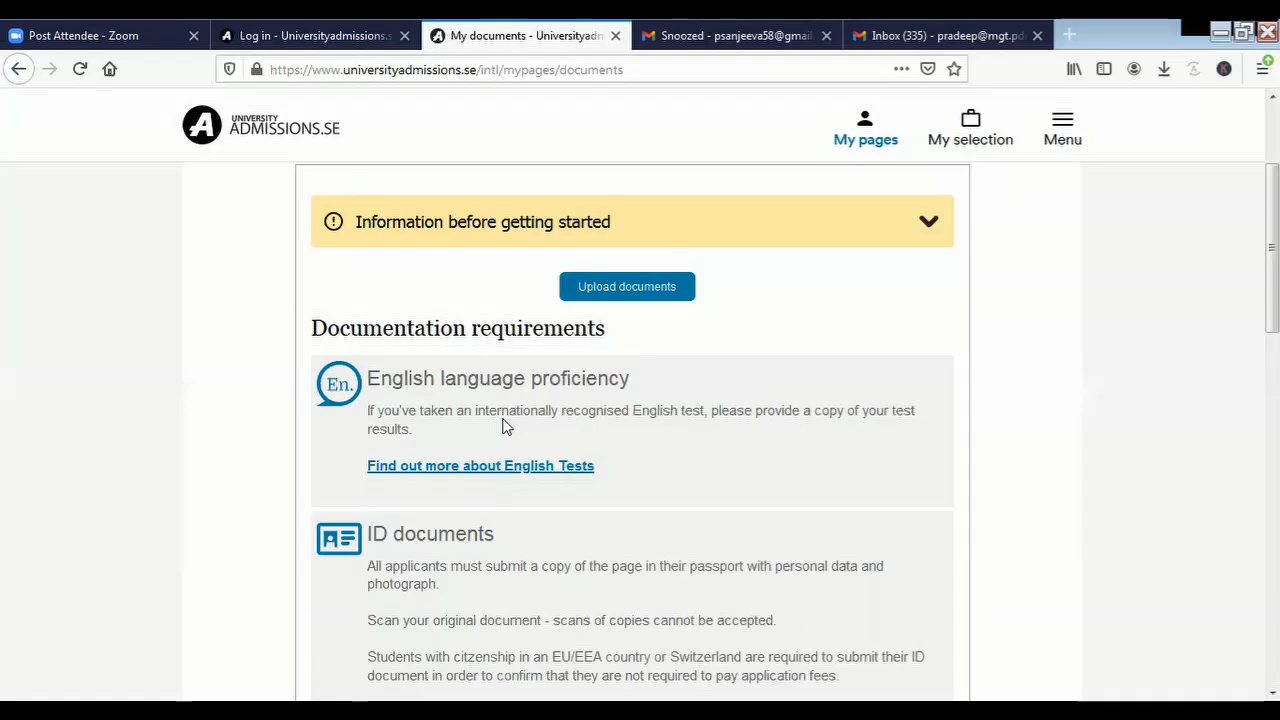 Post Attendee - Zoom
Log in - Universityadmissions.s
My documents - Universityadm
Snoozed - psanjeeva58@gmail
Inbox (335) - pradeep@mgt.pd
https://www.universityadmissions.se/intl/mypages/documents
UNIVERSITY
ADMISSIONS.SE
My pages
My selection
Menu
Information before getting started
Upload documents
Documentation requirements
En.
English language proficiency
If you've taken an internationally recognised English test, please provide a copy of your test
results.
Find out more about English Tests
ID documents
All applicants must submit a copy of the page in their passport with personal data and
photograph.
Scan your original document - scans of copies cannot be accepted.
Students with citzenship in an EU/EEA country or Switzerland are required to submit their ID
document in order to confirm that they are not required to pay application fees.